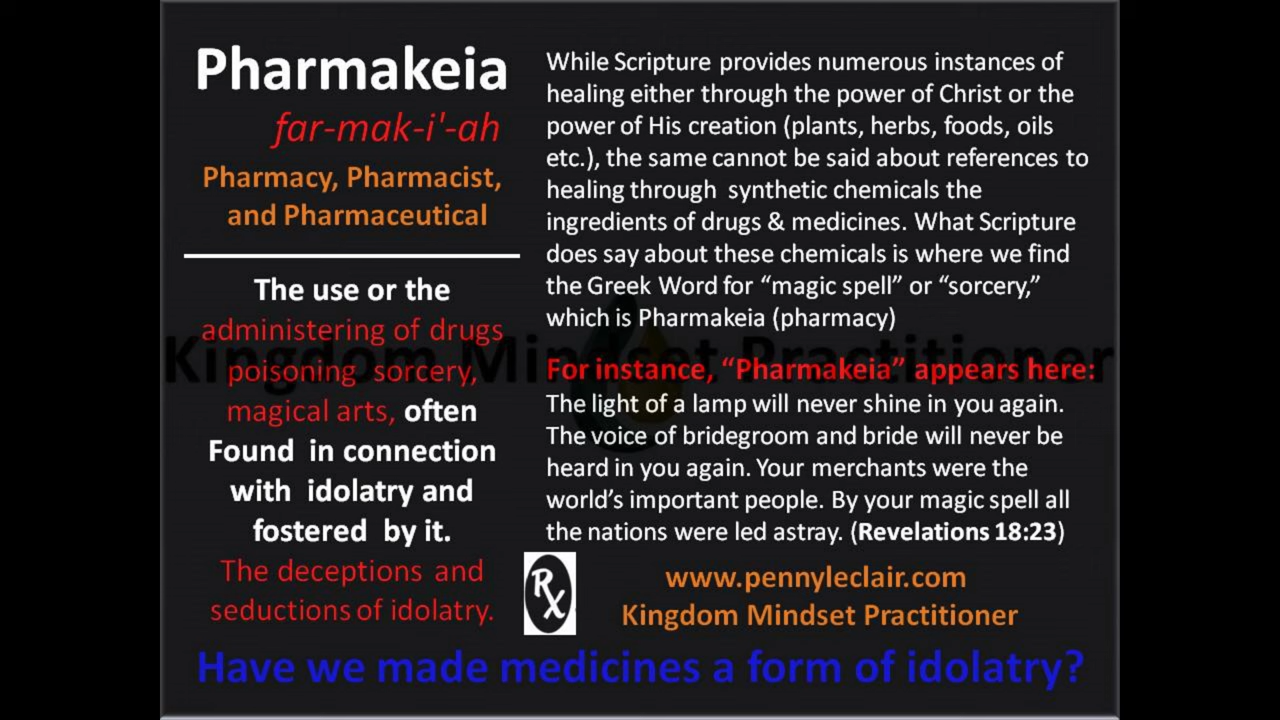 Pharmakeia
far-mak-i'-ah
Pharmacy, Pharmacist,
and Pharmaceutical
The use or the
administering of drugs
poisoning sorcery,
magical arts, often
Found in connection
with idolatry and
fostered by it.
The deceptions and
seductions of idolatry.
While Scripture provides numerous instances of
healing either through the power of Christ or the
power of His creation (plants, herbs, foods, oils
etc.), the same cannot be said about references to
healing through synthetic chemicals the
ingredients of drugs & medicines. What Scripture
does say about these chemicals is where we find
the Greek Word for “magic spell” or “sorcery,”
which is Pharmakeia (pharmacy)
For instance, “Pharmakeia” appears here:
The light of a lamp will never shine in you again.
The voice of bridegroom and bride will never be
heard in you again. Your merchants were the
world’s important people. By your magic spell all
the nations were led astray. (Revelations 18:23)
Rx
www.pennyleclair.com
Kingdom Mindset Practitioner
Have we made medicines a form of idolatry?
Kingdom Mindset Practitioner